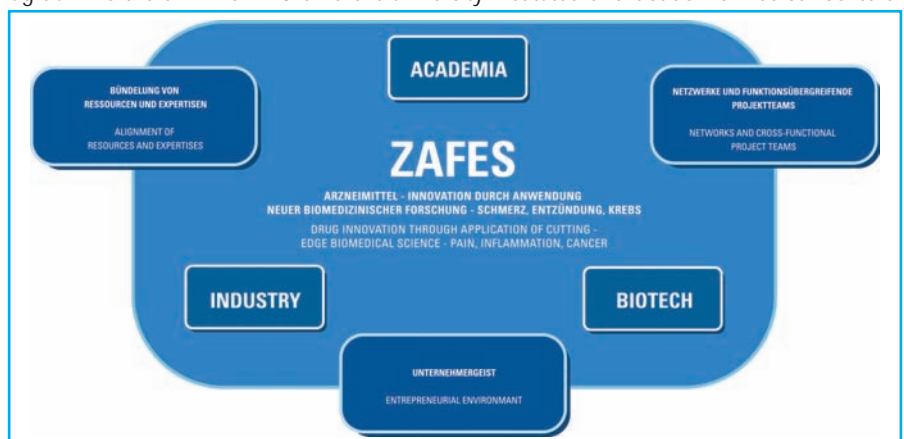 ACADEMIA
BÜNDELUNG VON
RESSOURCEN UND EXPERTISEN
ALIGNMENT OF
RESOURCES AND EXPERTISES
NETZWERKE UND FUNKTIONSÜBERGREIFENDE
PROJEKTTEAMS
NETWORKS AND CROSS-FUNCTIONAL
PROJECT TEAMS
ZAFES
ARZNEIMITTEL - INNOVATION DURCH ANWENDUNG
NEUER BIOMEDIZINISCHER FORSCHUNG - SCHMERZ, ENTZÜNDUNG, KREBS
DRUG INNOVATION THROUGH APPLICATION OF CUTTING -
EDGE BIOMEDICAL SCIENCE - PAIN, INFLAMMATION, CANCER
INDUSTRY
BIOTECH
UNTERNEHMERGEIST
ENTREPRENEURIAL ENVIRONMANT